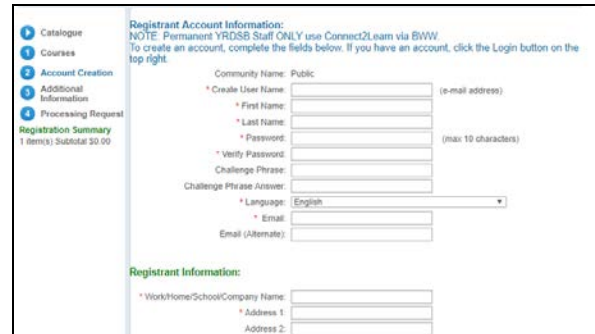 Catalogue
1 Courses
2 Account Creation
3 Additional
Information
4 Processing Request
Registration Summary
1 item(s) Subtotal $0.00
Registrant Account Information:
NOTE: Permanent YRDSB Staff ONLY use Connect2Learn via BWW.
To create an account, complete the fields below. If you have an account, click the Login button on the
top right.
Community Name: Public
* Create User Name: (e-mail address)
* First Name:
* Last Name:
* Password: (max 10 characters)
* Verify Password:
Challenge Phrase:
Challenge Phrase Answer:
* Language: English
* Email:
Email (Alternate):
Registrant Information:
* Work/Home/School/Company Name:
* Address 1:
Address 2: